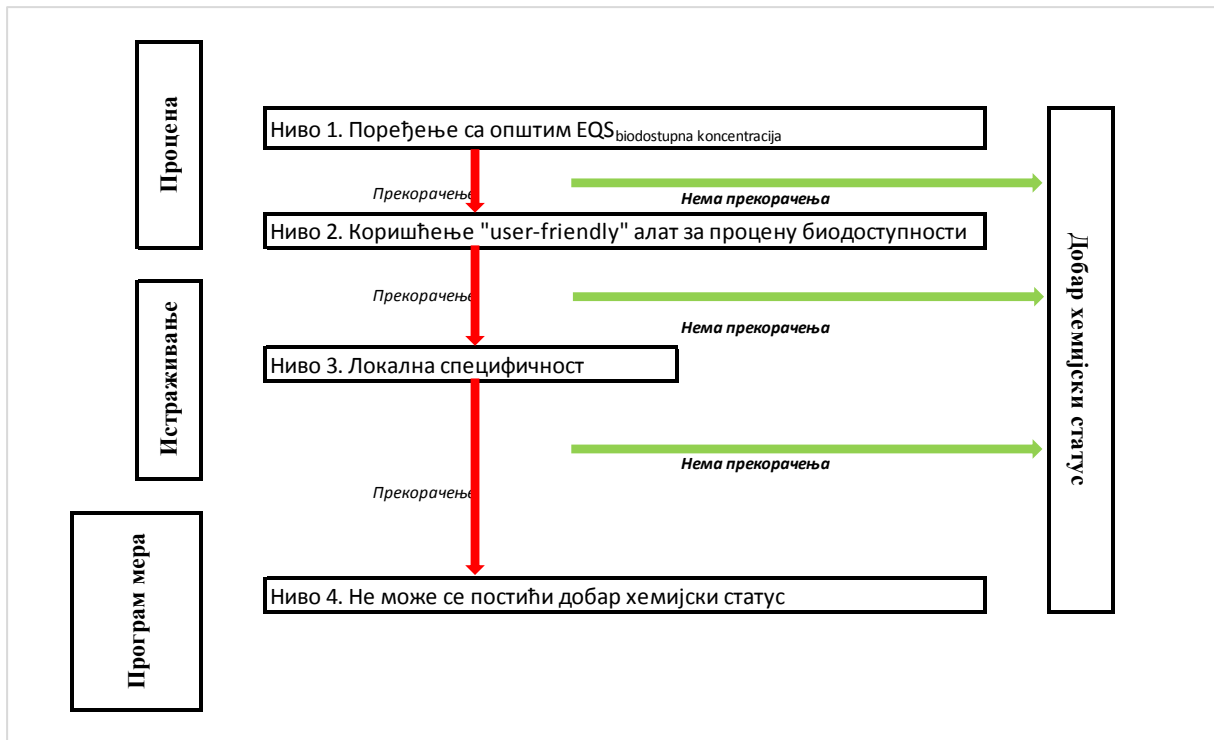 Процена
Ниво 1. Поређење са општим EQSbiodostupna koncentracija
Прекорачење
Нема прекорачења
Ниво 2. Коришћење "user-friendly" алат за процену биодоступности
Добар хемијски статус
Истраживање
Прекорачење
Нема прекорачења
Ниво 3. Локална специфичност
Нема прекорачења
Прекорачење
Програм мера
Ниво 4. Не може се постићи добар хемијски статус